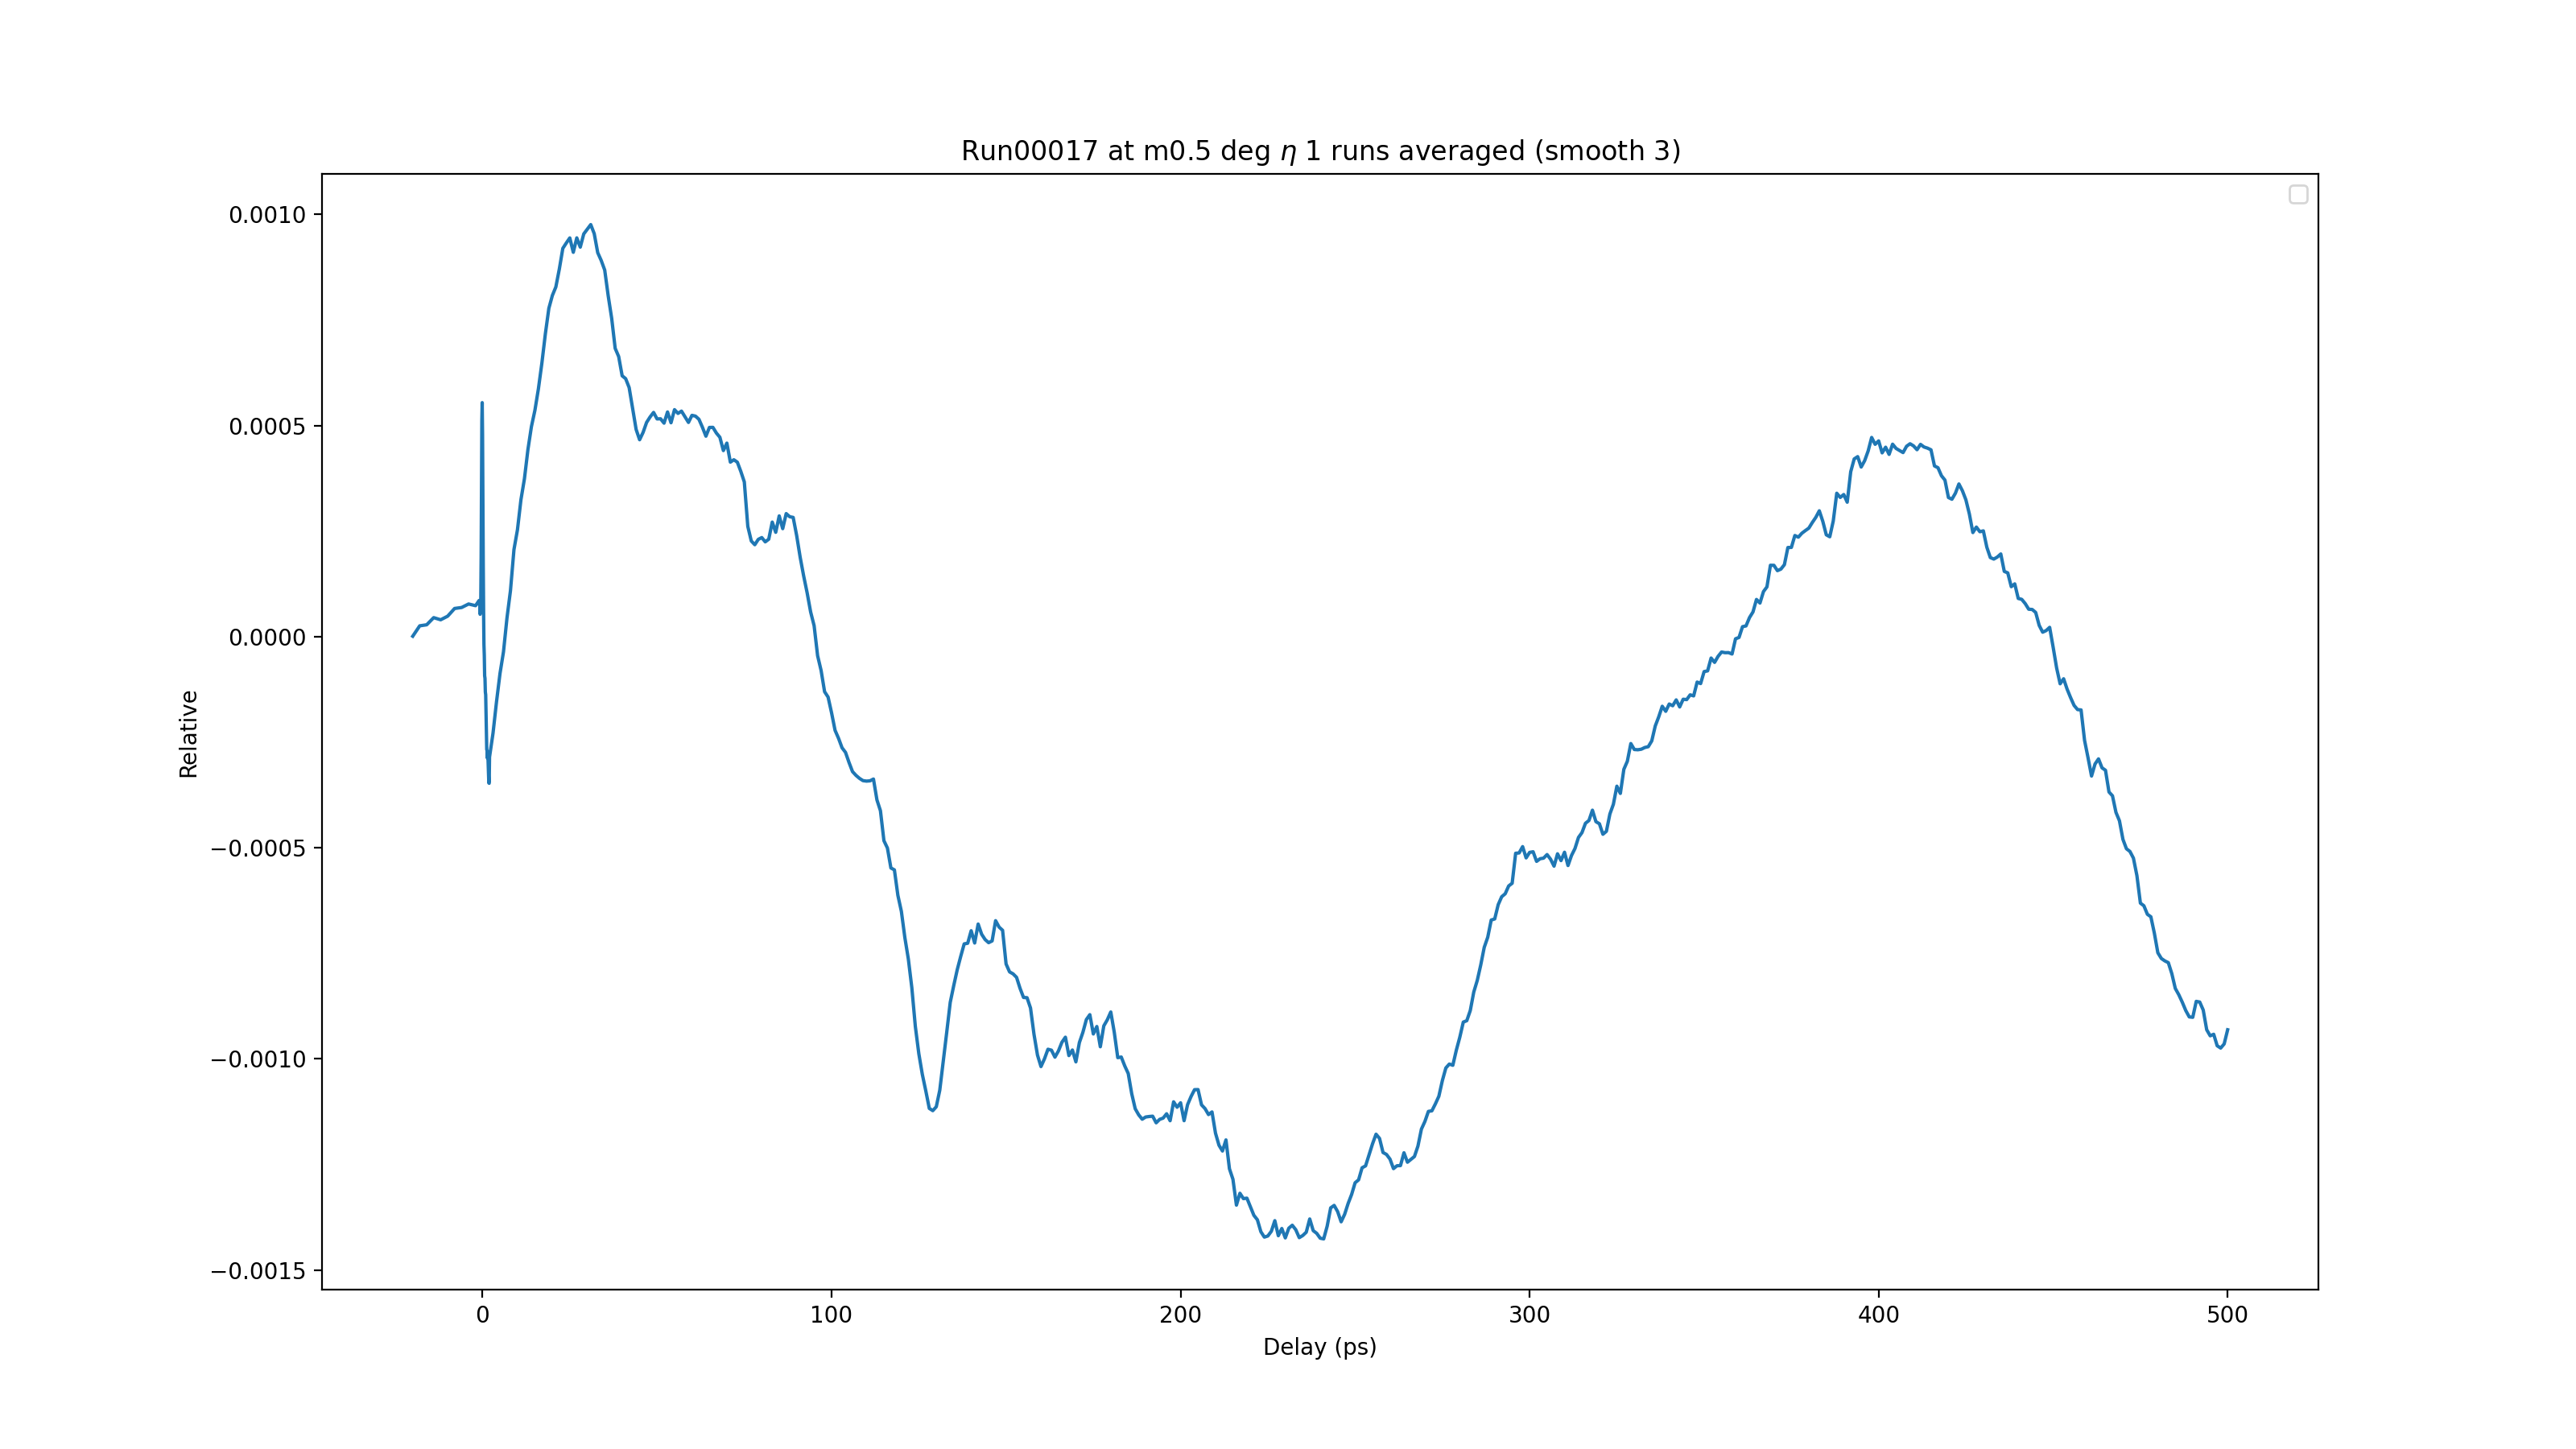 Run00017 at m0.5 deg η 1 runs averaged (smooth 3)
0.0010
0.0005
0.0000
−0.0005
−0.0010
−0.0015
Relative
0 100 200 300 400 500
Delay (ps)